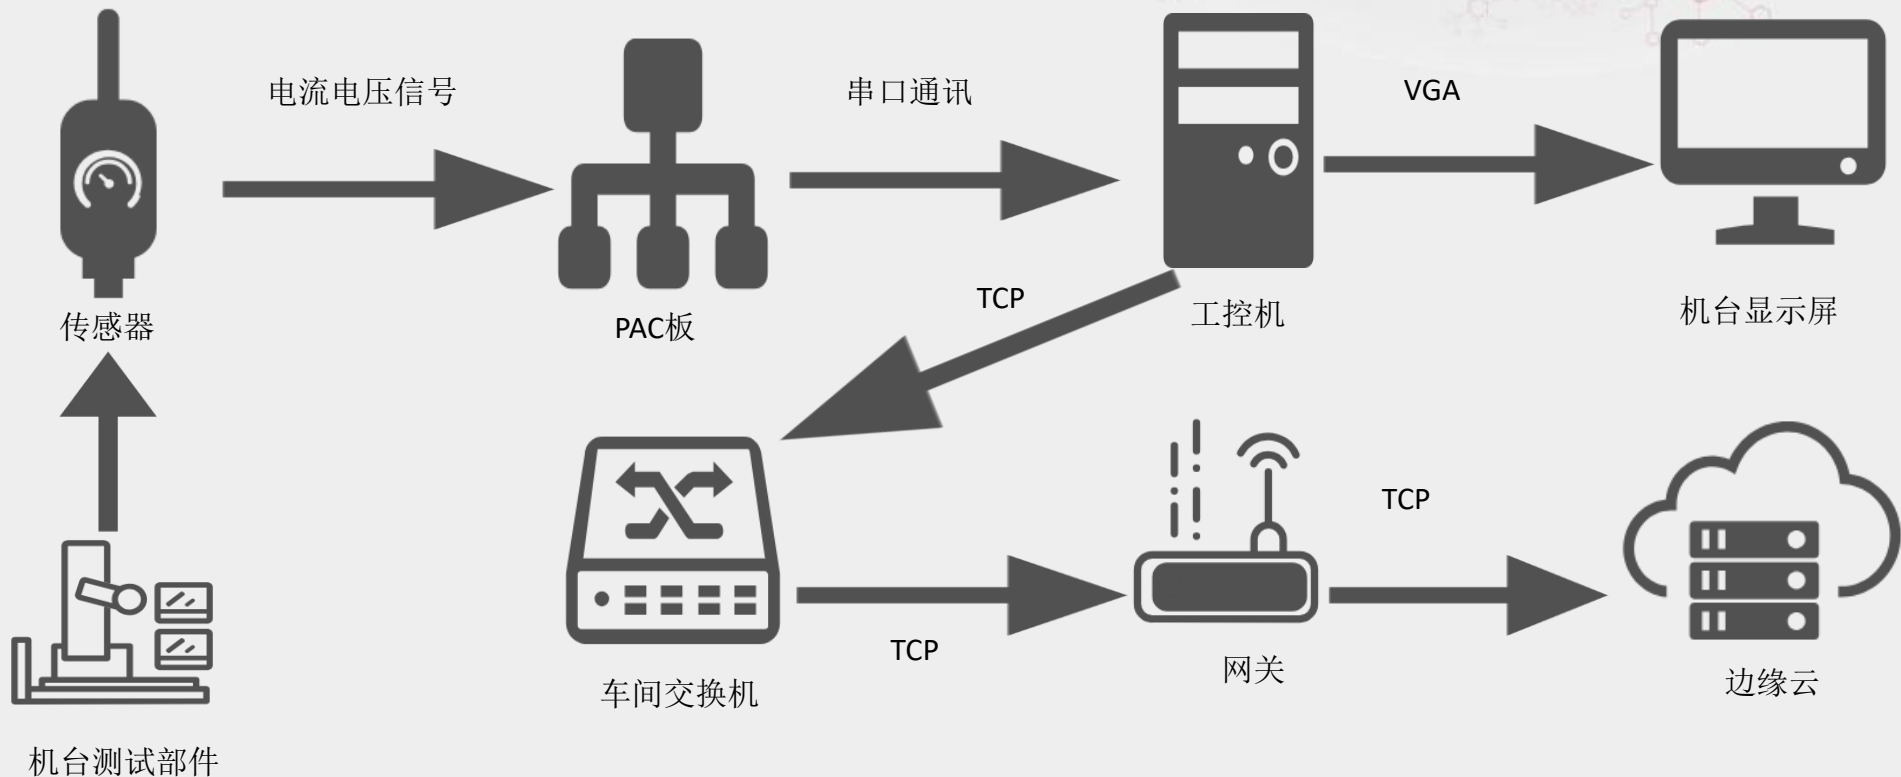 电流电压信号
串口通讯
VGA
传感器
PAC板
TCP
工控机
机台显示屏
TCP
TCP
车间交换机
网关
边缘云
机台测试部件